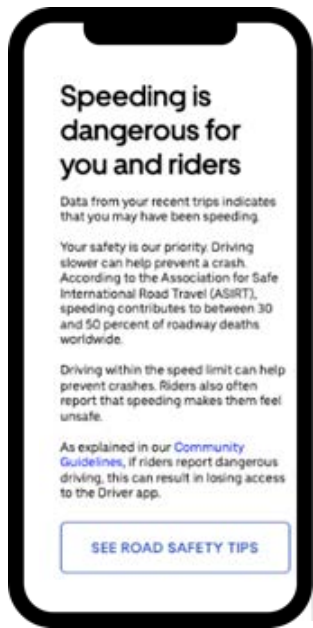 Speeding is
dangerous for
you and riders
Data from your recent trips indicates
that you may have been speeding.
Your safety is our priority. Driving
slower can help prevent a crash.
According to the Association for Safe
International Road Travel (ASIRT),
speeding contributes to between 30
and 50 percent of roadway deaths
worldwide.
Driving within the speed limit can help
prevent crashes. Riders also often
report that speeding makes them feel
unsafe.
As explained in our Community
Guidelines, if riders report dangerous
driving, this can result in losing access
to the Driver app.
SEE ROAD SAFETY TIPS